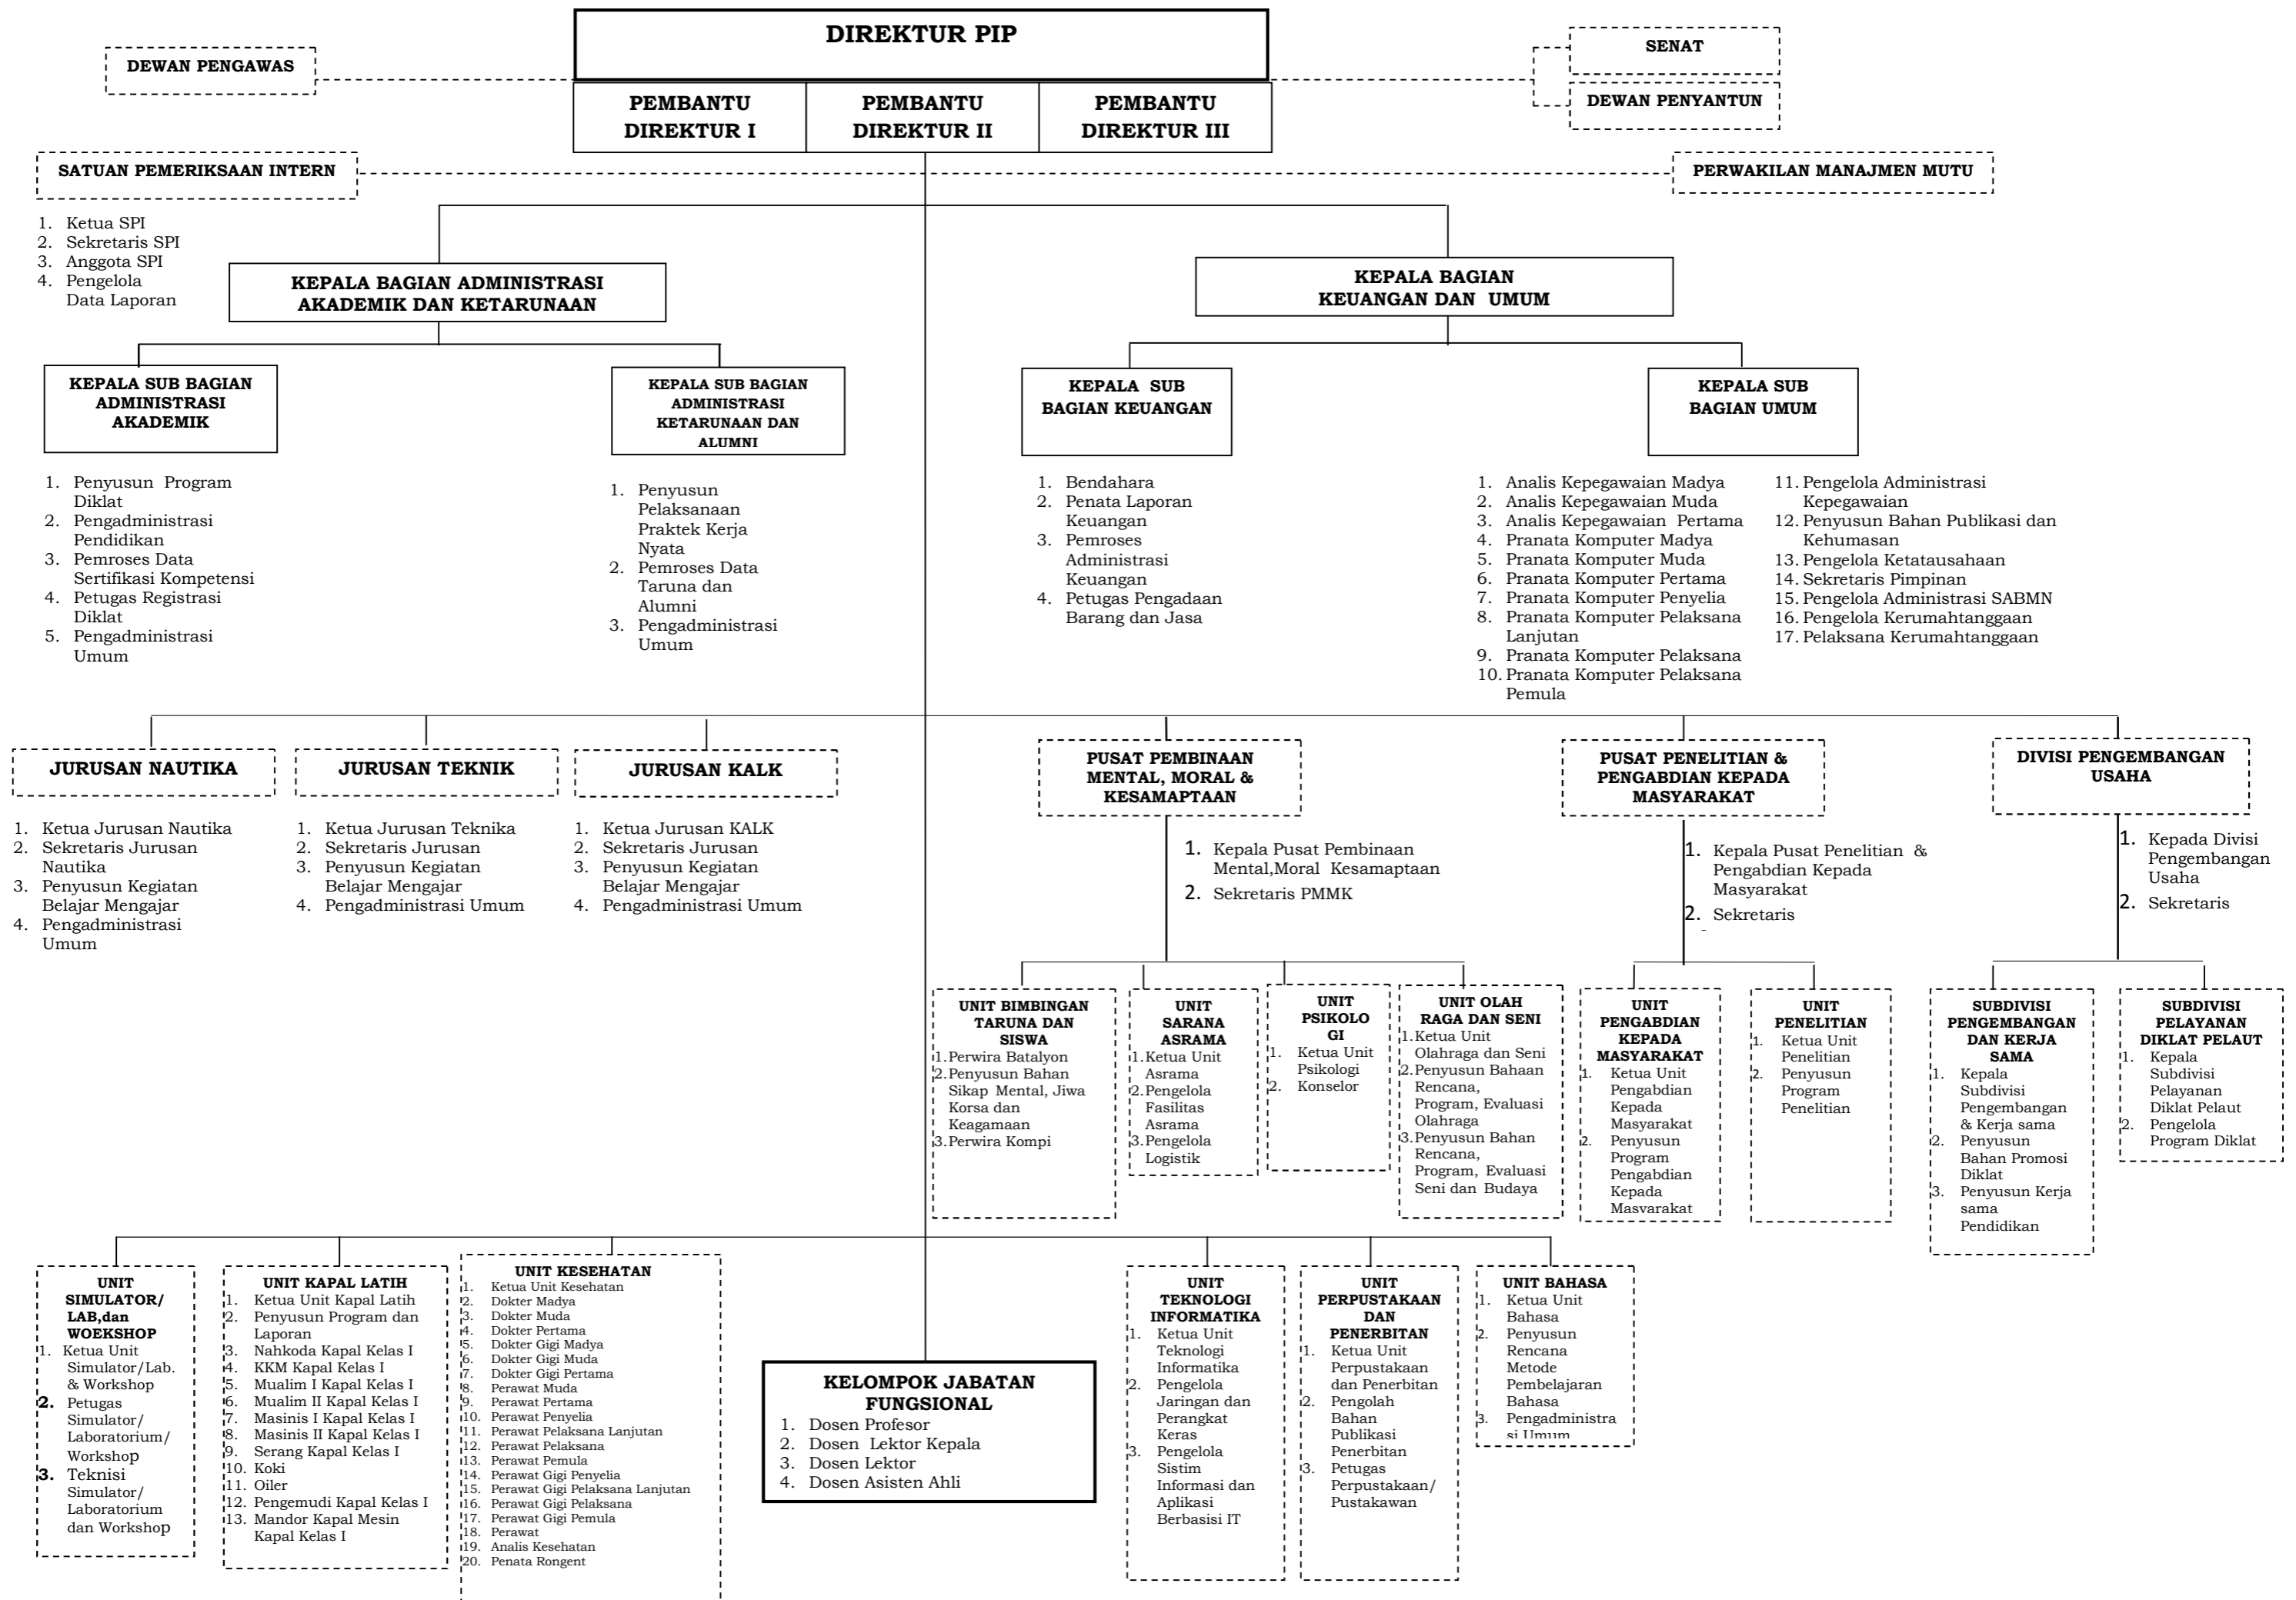 DIREKTUR PIP
DEWAN PENGAWAS
SENAT
DEWAN PENYANTUN
PEMBANTU
DIREKTUR I
PEMBANTU
DIREKTUR II
PEMBANTU
DIREKTUR III
SATUAN PEMERIKSAAN INTERN
PERWAKILAN MANAJMEN MUTU
1. Ketua SPI
2. Sekretaris SPI
3. Anggota SPI
4. Pengelola
Data Laporan
KEPALA BAGIAN ADMINISTRASI
AKADEMIK DAN KETARUNAAN
KEPALA BAGIAN
KEUANGAN DAN UMUM
KEPALA SUB BAGIAN
ADMINISTRASI
AKADEMIK
KEPALA SUB BAGIAN
ADMINISTRASI
KETARUNAAN DAN
ALUMNI
KEPALA SUB
BAGIAN KEUANGAN
KEPALA SUB
BAGIAN UMUM
1. Penyusun Program
Diklat
2. Pengadministrasi
Pendidikan
3. Pemroses Data
Sertifikasi Kompetensi
4. Petugas Registrasi
Diklat
5. Pengadministrasi
Umum
1. Penyusun
Pelaksanaan
Praktek Kerja
Nyata
2. Pemroses Data
Taruna dan
Alumni
3. Pengadministrasi
Umum
1. Bendahara
2. Penata Laporan
Keuangan
3. Pemroses
Administrasi
Keuangan
4. Petugas Pengadaan
Barang dan Jasa
1. Analis Kepegawaian Madya
2. Analis Kepegawaian Muda
3. Analis Kepegawaian Pertama
4. Pranata Komputer Madya
5. Pranata Komputer Muda
6. Pranata Komputer Pertama
7. Pranata Komputer Penyelia
8. Pranata Komputer Pelaksana
Lanjutan
9. Pranata Komputer Pelaksana
10. Pranata Komputer Pelaksana
Pemula
11. Pengelola Administrasi
Kepegawaian
12. Penyusun Bahan Publikasi dan
Kehumasan
13. Pengelola Ketatausahaan
14. Sekretaris Pimpinan
15. Pengelola Administrasi SABMN
16. Pengelola Kerumahtanggaan
17. Pelaksana Kerumahtanggaan
JURUSAN NAUTIKA
JURUSAN TEKNIK
JURUSAN KALK
PUSAT PEMBINAAN
MENTAL, MORAL &
KESAMAPTAAN
PUSAT PENELITIAN &
PENGABDIAN KEPADA
MASYARAKAT
DIVISI PENGEMBANGAN
USAHA
1. Ketua Jurusan Nautika
2. Sekretaris Jurusan
Nautika
3. Penyusun Kegiatan
Belajar Mengajar
4. Pengadministrasi
Umum
1. Ketua Jurusan Teknika
2. Sekretaris Jurusan
3. Penyusun Kegiatan
Belajar Mengajar
4. Pengadministrasi Umum
1. Ketua Jurusan KALK
2. Sekretaris Jurusan
3. Penyusun Kegiatan
Belajar Mengajar
4. Pengadministrasi Umum
1. Kepala Pusat Pembinaan
Mental,Moral Kesamaptaan
2. Sekretaris PMMK
1. Kepala Pusat Penelitian &
Pengabdian Kepada
Masyarakat
2. Sekretaris
1. Kepada Divisi
Pengembangan
Usaha
2. Sekretaris
UNIT BIMBINGAN
TARUNA DAN
SISWA
1.Perwira Batalyon
2.Penyusun Bahan
Sikap Mental, Jiwa
Korsa dan
Keagamaan
3.Perwira Kompi
UNIT
SARANA
ASRAMA
1.Ketua Unit
Asrama
2.Pengelola
Fasilitas
Asrama
3.Pengelola
Logistik
UNIT
PSIKOLO
GI
1. Ketua Unit
Psikologi
2. Konselor
UNIT OLAH
RAGA DAN SENI
1.Ketua Unit
Olahraga dan Seni
2.Penyusun Bahaan
Rencana,
Program, Evaluasi
Olahraga
3.Penyusun Bahan
Rencana,
Program, Evaluasi
Seni dan Budaya
UNIT
PENGABDIAN
KEPADA
MASYARAKAT
1. Ketua Unit
Pengabdian
Kepada
Masyarakat
2. Penyusun
Program
Pengabdian
Kepada
Masyarakat
UNIT
PENELITIAN
1. Ketua Unit
Penelitian
2. Penyusun
Program
Penelitian
SUBDIVISI
PENGEMBANGAN
DAN KERJA
SAMA
1. Kepala
Subdivisi
Pengembangan
& Kerja sama
2. Penyusun
Bahan Promosi
Diklat
3. Penyusun Kerja
sama
Pendidikan
SUBDIVISI
PELAYANAN
DIKLAT PELAUT
1. Kepala
Subdivisi
Pelayanan
Diklat Pelaut
2. Pengelola
Program Diklat
UNIT
SIMULATOR/
LAB,dan
WOEKSHOP
1. Ketua Unit
Simulator/Lab.
& Workshop
2. Petugas
Simulator/
Laboratorium/
Workshop
3. Teknisi
Simulator/
Laboratorium
dan Workshop
UNIT KAPAL LATIH
1. Ketua Unit Kapal Latih
2. Penyusun Program dan
Laporan
3. Nahkoda Kapal Kelas I
4. KKM Kapal Kelas I
5. Mualim I Kapal Kelas I
6. Mualim II Kapal Kelas I
7. Masinis I Kapal Kelas I
8. Masinis II Kapal Kelas I
9. Serang Kapal Kelas I
10. Koki
11. Oiler
12. Pengemudi Kapal Kelas I
13. Mandor Kapal Mesin
Kapal Kelas I
UNIT KESEHATAN
1. Ketua Unit Kesehatan
2. Dokter Madya
3. Dokter Muda
4. Dokter Pertama
5. Dokter Gigi Madya
6. Dokter Gigi Muda
7. Dokter Gigi Pertama
8. Perawat Muda
9. Perawat Pertama
10. Perawat Penyelia
11. Perawat Pelaksana Lanjutan
12. Perawat Pelaksana
13. Perawat Pemula
14. Perawat Gigi Penyelia
15. Perawat Gigi Pelaksana Lanjutan
16. Perawat Gigi Pelaksana
17. Perawat Gigi Pemula
18. Perawat
19. Analis Kesehatan
20. Penata Rongent
KELOMPOK JABATAN
FUNGSIONAL
1. Dosen Profesor
2. Dosen Lektor Kepala
3. Dosen Lektor
4. Dosen Asisten Ahli
UNIT
TEKNOLOGI
INFORMATIKA
1. Ketua Unit
Teknologi
Informatika
2. Pengelola
Jaringan dan
Perangkat
Keras
3. Pengelola
Sistim
Informasi dan
Aplikasi
Berbasisi IT
UNIT
PERPUSTAKAAN
DAN
PENERBITAN
1. Ketua Unit
Perpustakaan
dan Penerbitan
2. Pengolah
Bahan
Publikasi
Penerbitan
3. Petugas
Perpustakaan/
Pustakawan
UNIT BAHASA
1. Ketua Unit
Bahasa
2. Penyusun
Rencana
Metode
Pembelajaran
Bahasa
3. Pengadministra
si Umum